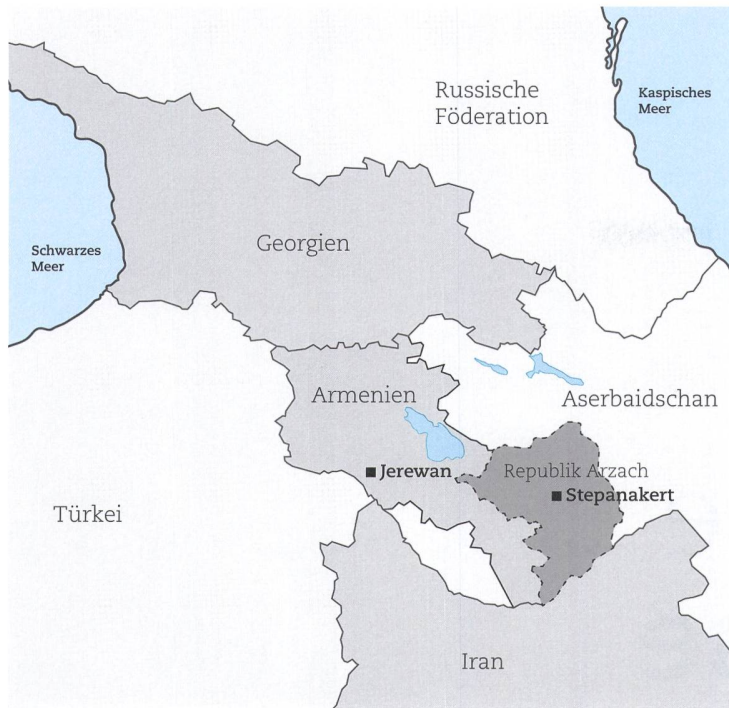 Russische
Föderation
Kaspisches
Meer
Georgien
Schwarzes
Meer
Armenien
Aserbaidschan
Republik Arzach
Jerewan
Stepanakert
Türkei
Iran